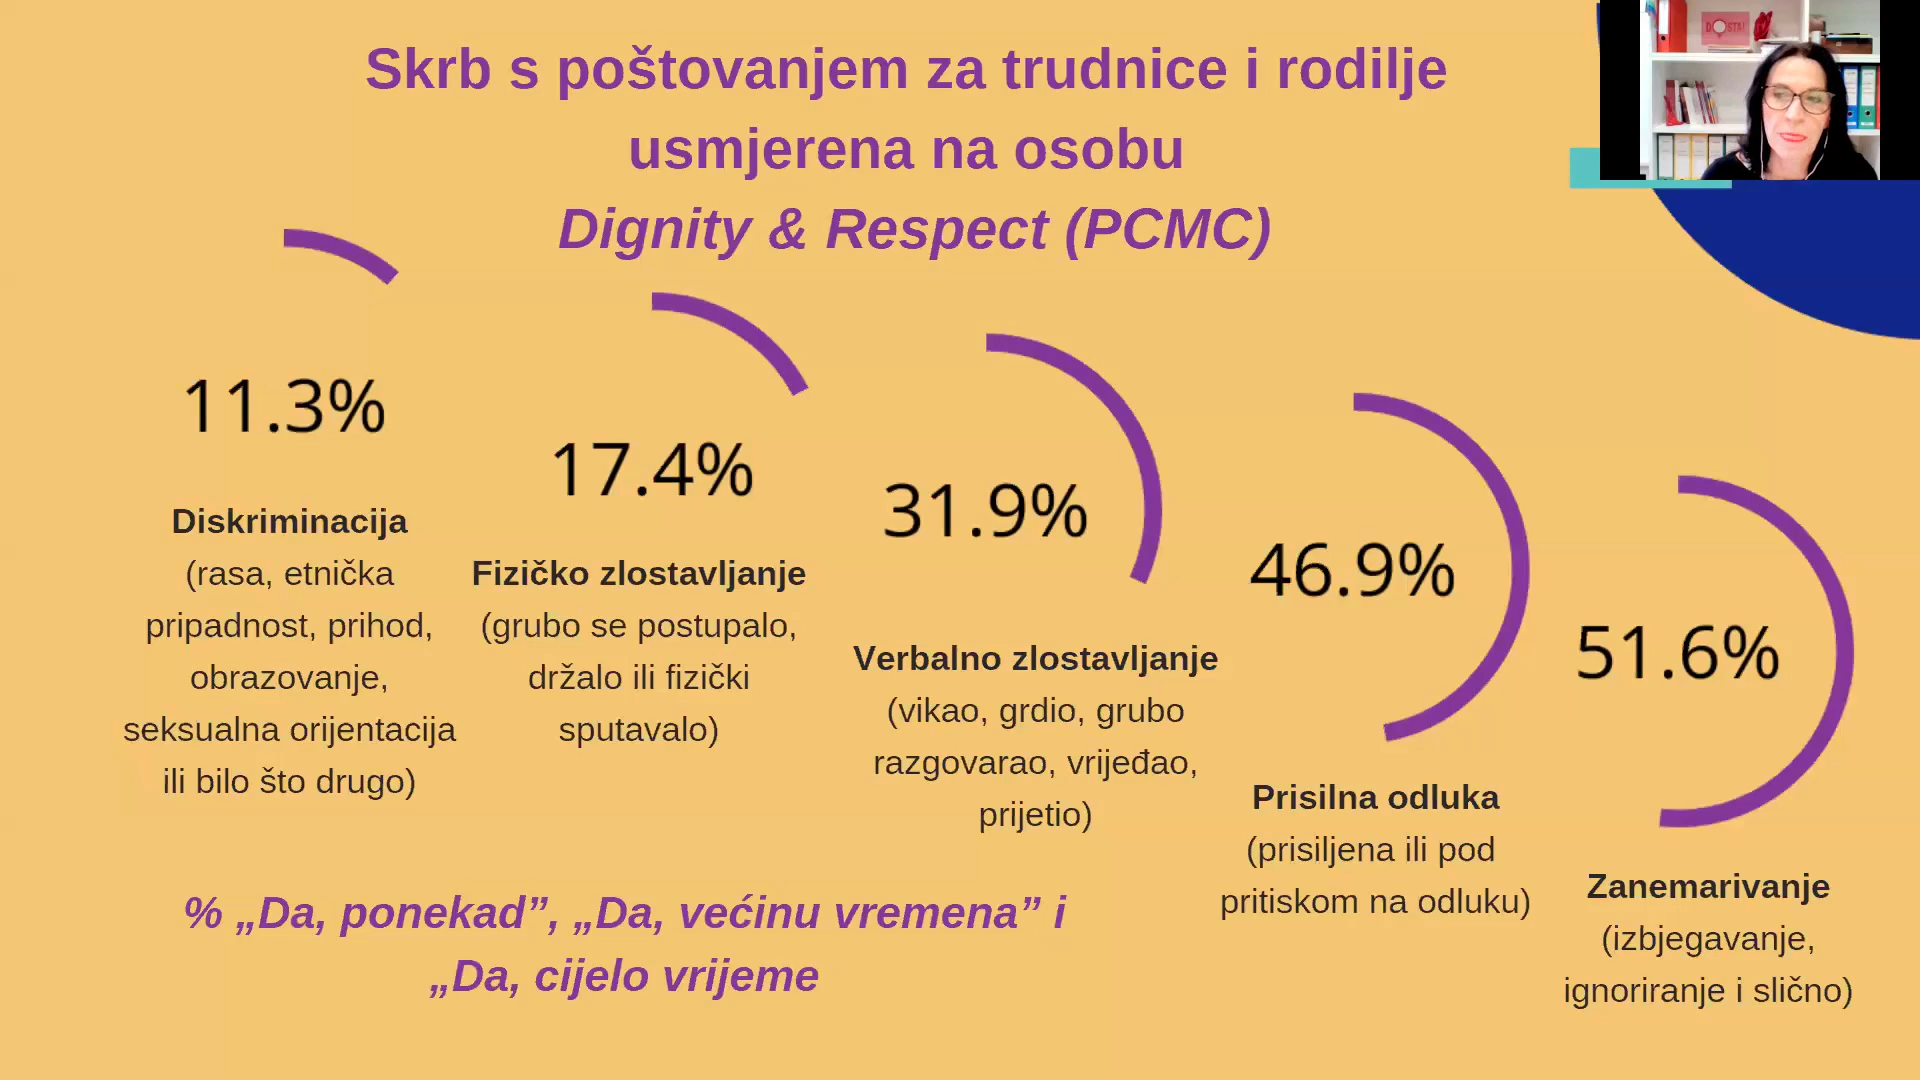 Skrb s poštovanjem za trudnice i rodilje
usmjerena na osobu
Dignity & Respect (PCMC)
11.3%
Diskriminacija
(rasa, etnička
pripadnost, prihod,
obrazovanje,
seksualna orijentacija
ili bilo što drugo)
17.4%
Fizičko zlostavljanje
(grubo se postupalo,
držalo ili fizički
sputavalo)
31.9%
Verbalno zlostavljanje
(vikao, grdio, grubo
razgovarao, vrijeđao,
prijetio)
46.9%
Prisilna odluka
(prisiljena ili pod
pritiskom na odluku)
51.6%
Zanemarivanje
(izbjegavanje,
ignoriranje i slično)
% „Da, ponekad”, „Da, većinu vremena” i
„Da, cijelo vrijeme